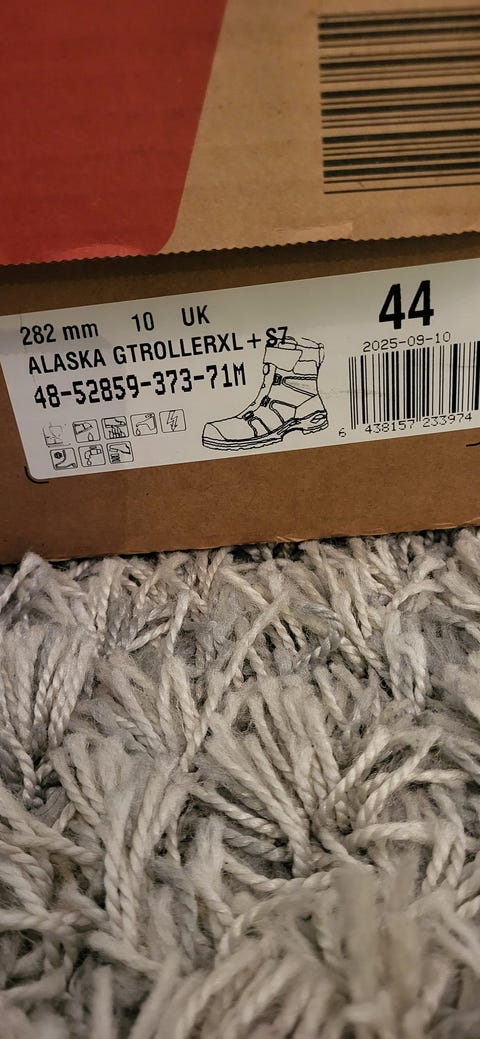 282 mm 10 UK
44
ALASKA GTROLLERXL+S7
2025-09-10
48-52859-373-71M
6 438157 233974